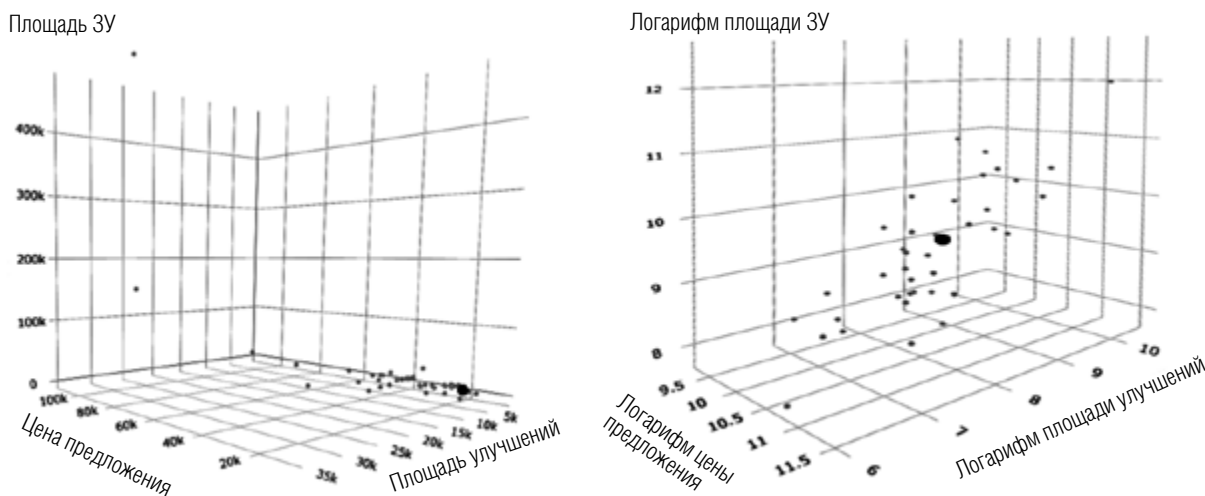 Площадь ЗУ
400k
300k
200k
100k
0
100k
80k
60k
40k
20k
Цена предложения
5k
10k
15k
20k
25k
30k
35k
Площадь улучшений
Логарифм площади ЗУ
12
11
10
9
8
9.5
10
10.5
11
11.5
Логарифм цены
предложения
6
7
8
9
10
Логарифм площади улучшений